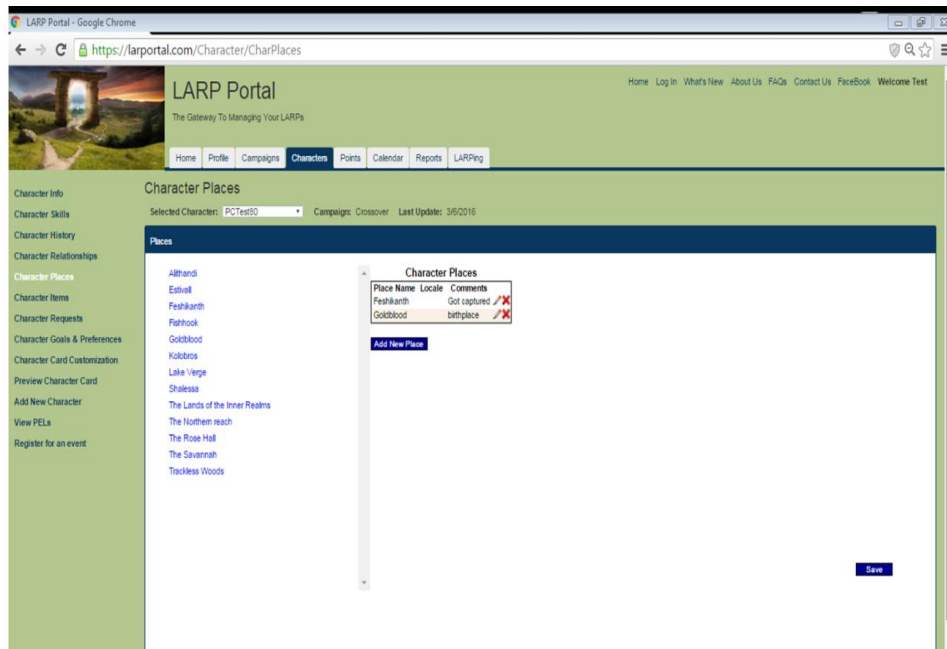 LARP Portal - Google Chrome
https://larportal.com/Character/CharPlaces
LARP Portal
The Gateway To Managing Your LARPs
Home Log In What's New About Us FAQs Contact Us FaceBook Welcome Test
Home Profile Campaigns Characters Points Calendar Reports LARPing
Character Info
Character Skills
Character History
Character Relationships
Character Places
Character Items
Character Requests
Character Goals & Preferences
Character Card Customization
Preview Character Card
Add New Character
View PELs
Register for an event
Character Places
Selected Character: PCTest60 Campaign: Crossover Last Update: 3/6/2016
Places
Alithandi
Estivall
Feshikanth
Fishhook
Goldblood
Kolobros
Lake Verge
Shalessa
The Lands of the Inner Realms
The Northern reach
The Rose Hall
The Savannah
Trackless Woods
Character Places
Place Name Locale Comments
Feshikanth Got captured
Goldblood birthplace
Add New Place
Save